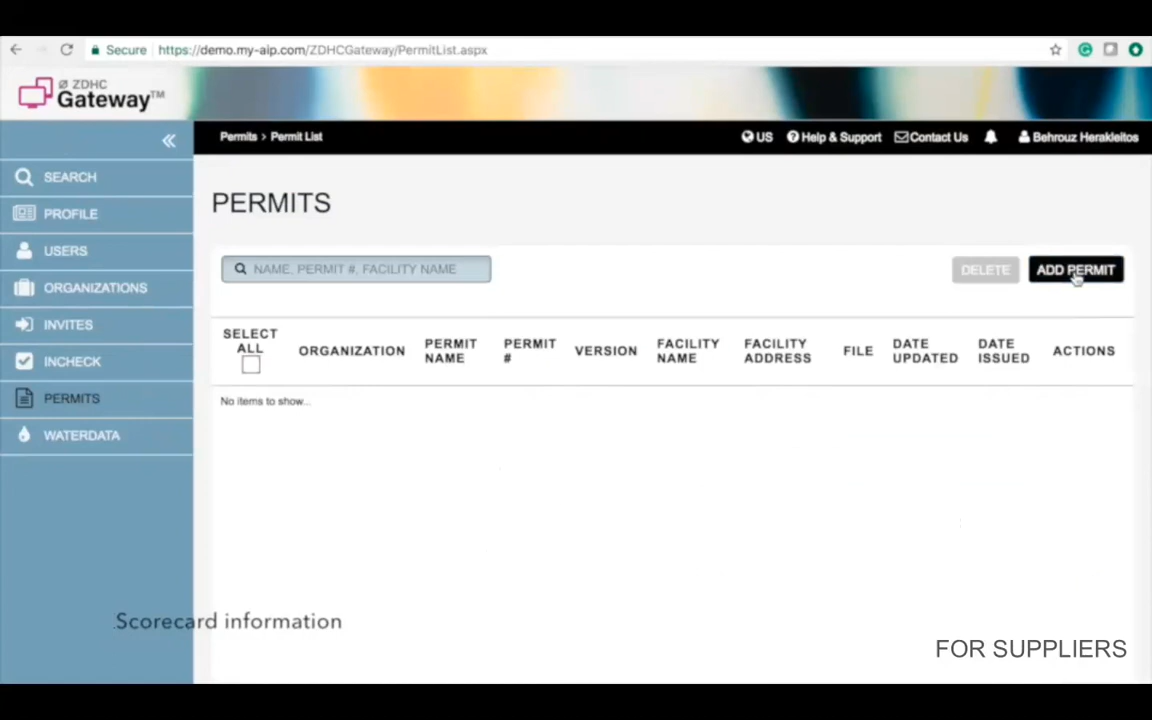 Secure https://demo.my-aip.com/ZDHCGateway/PermitList.aspx
Ø ZDHC
Gateway™
Permits > Permit List US Help & Support Contact Us Behrouz Herakleitos
SEARCH
PROFILE
USERS
ORGANIZATIONS
INVITES
INCHECK
PERMITS
WATERDATA
PERMITS
NAME, PERMIT #, FACILITY NAME DELETE ADD PERMIT
SELECT ALL ORGANIZATION PERMIT NAME PERMIT # VERSION FACILITY NAME FACILITY ADDRESS FILE DATE UPDATED DATE ISSUED ACTIONS
No items to show...
Scorecard information
FOR SUPPLIERS